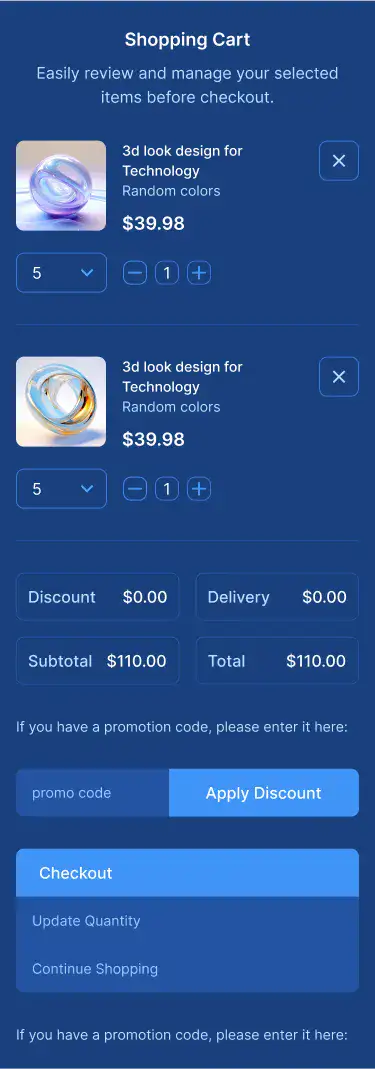 Shopping Cart
Easily review and manage your selected
items before checkout.
3d look design for
Technology
Random colors
$39.98
5
1
3d look design for
Technology
Random colors
$39.98
5
1
Discount $0.00
Delivery $0.00
Subtotal $110.00
Total $110.00
If you have a promotion code, please enter it here:
promo code
Apply Discount
Checkout
Update Quantity
Continue Shopping
If you have a promotion code, please enter it here: